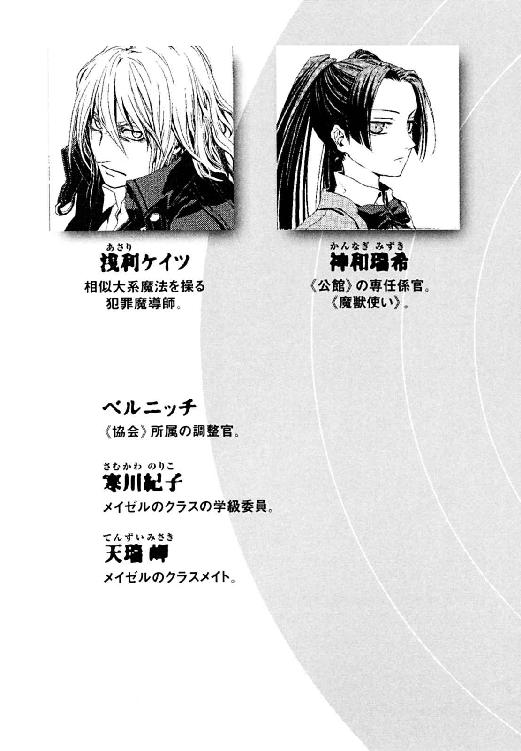 あさり
浅利ケイツ
相似大系魔法を操る
犯罪魔導師。
かんなぎ みずき
神和瑞希
《公館》の専任係官。
《魔獣使い》。
ベルニッチ
《協会》所属の調整官。
さむかわ のりこ
寒川紀子
メイゼルのクラスの学級委員。
てんずいみさき
天瑞 岬
メイゼルのクラスメイト。